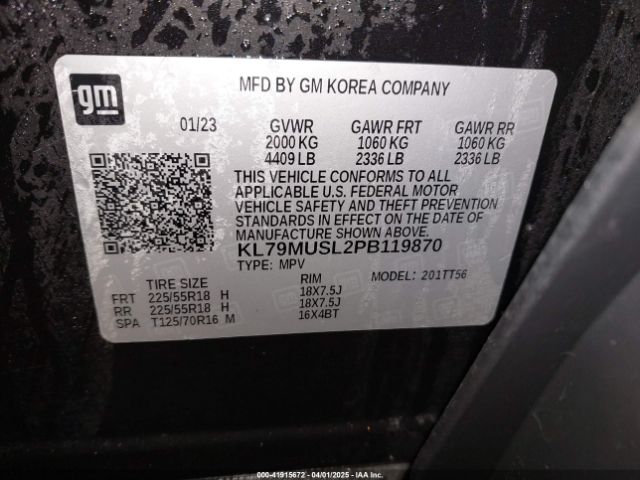 gm
MFD BY GM KOREA COMPANY
01/23 GVWR GAWR FRT GAWR RR
2000 KG 1060 KG 1060 KG
4409 LB 2336 LB 2336 LB
THIS VEHICLE CONFORMS TO ALL
APPLICABLE U.S. FEDERAL MOTOR
VEHICLE SAFETY AND THEFT PREVENTION
STANDARDS IN EFFECT ON THE DATE OF
MANUFACTURE SHOWN ABOVE.
KL79MUSL2PB119870
TYPE: MPV MODEL: 201TT56
TIRE SIZE RIM
FRT 225/55R18 H 18X7.5J
RR 225/55R18 H 18X7.5J
SPA T125/70R16 M 16X4BT
000-41915672 - 04/01/2025 - IAA, Inc.